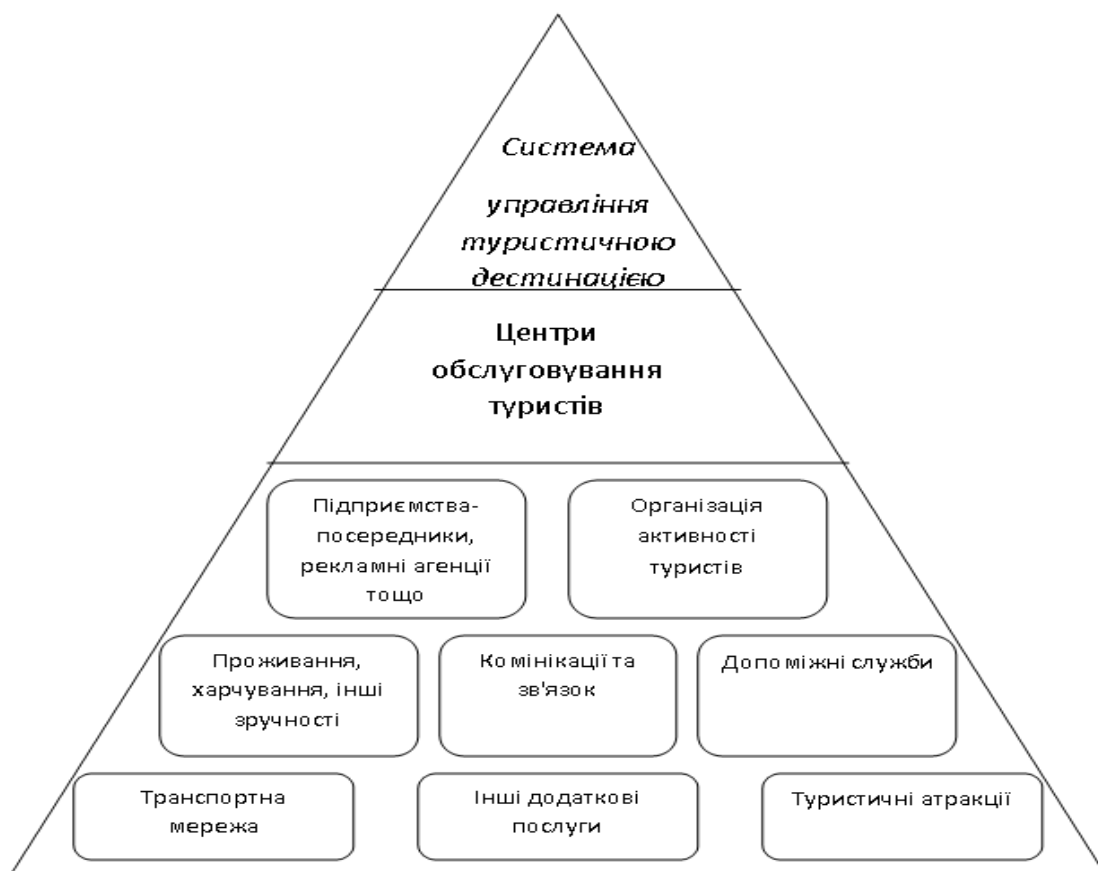 Система
управління
туристичною
дестинацією
Центри
обслуговування
туристів
Підприємства-
посередники,
рекламні агенції
тощо
Організація
активності
туристів
Проживання,
харчування, інші
зручності
Комінікації та
зв'язок
Допоміжні служби
Транспортна
мережа
Інші додаткові
послуги
Туристичні атракції